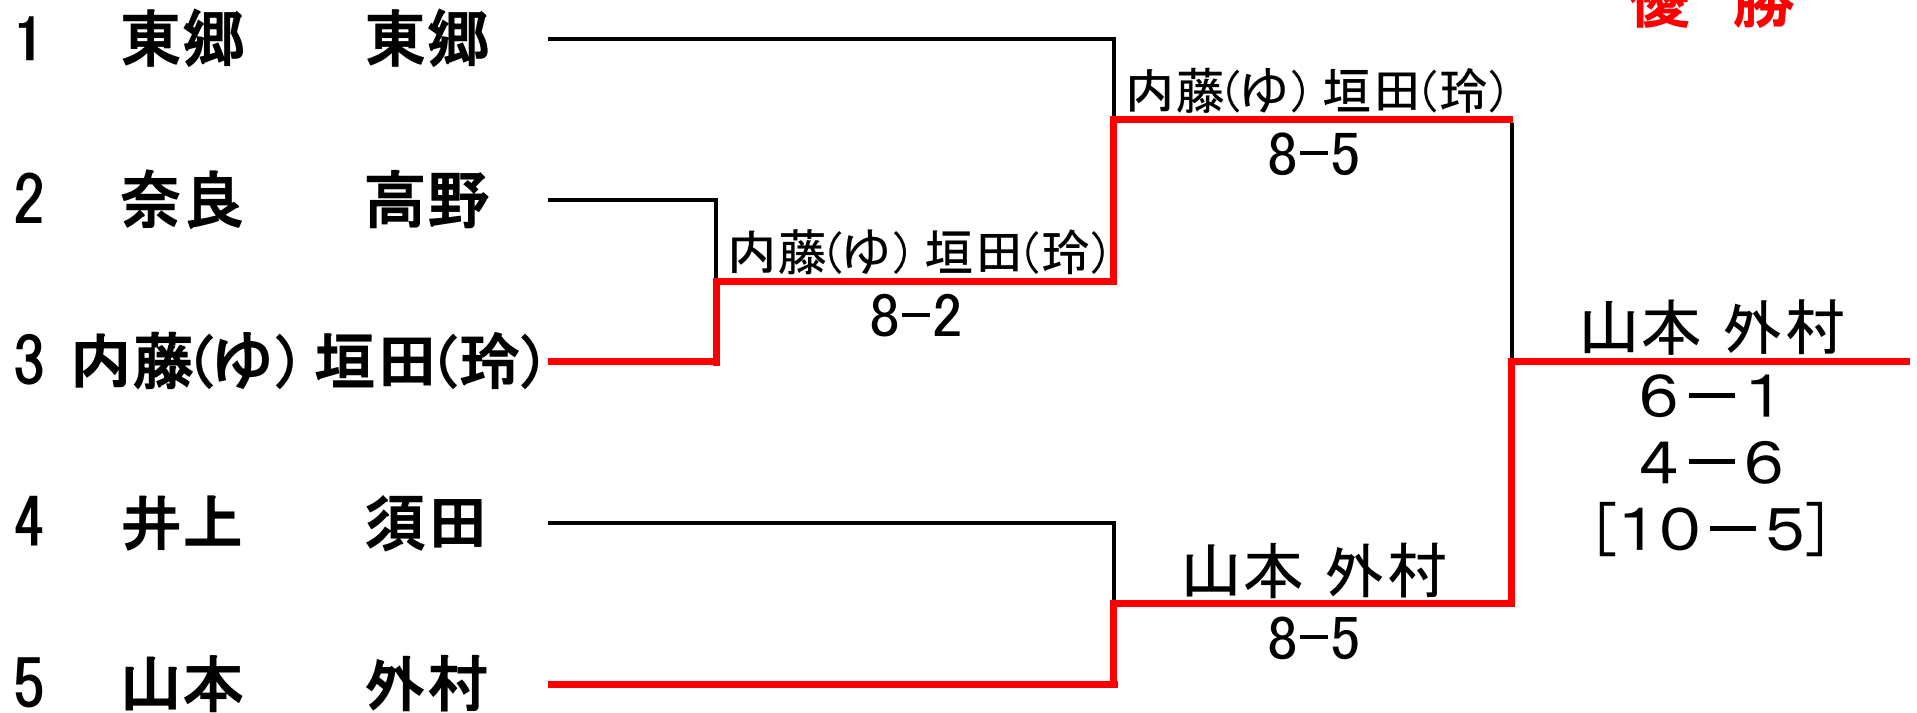 優 勝
1 東郷 東郷
内藤(ゆ) 垣田(玲)
8-5
2 奈良 高野
内藤(ゆ) 垣田(玲)
8-2
3 内藤(ゆ) 垣田(玲)
山本 外村
6-1
4-6
[10-5]
4 井上 須田
山本 外村
8-5
5 山本 外村